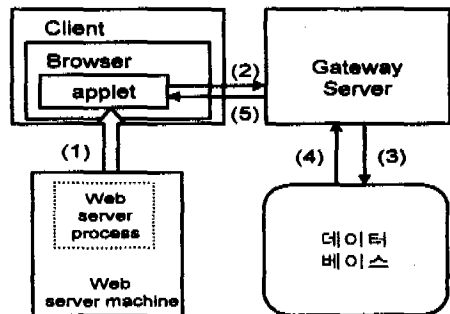 Client
Browser
applet
(2)
(5)
Gateway
Server
(1)
(4)
(3)
Web
server
process
Web
server machine
데이터
베이스